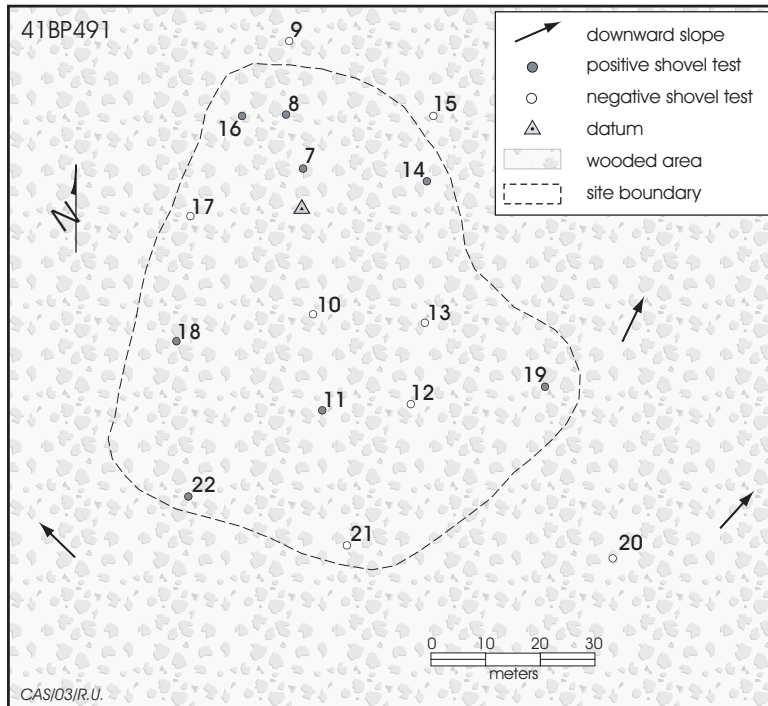 41BP491
9
downward slope
positive shovel test
negative shovel test
datum
wooded area
site boundary
15
8
16
7
14
17
N
10
13
18
19
11
12
22
21
20
0 10 20 30
meters
CAS/03/R.U.